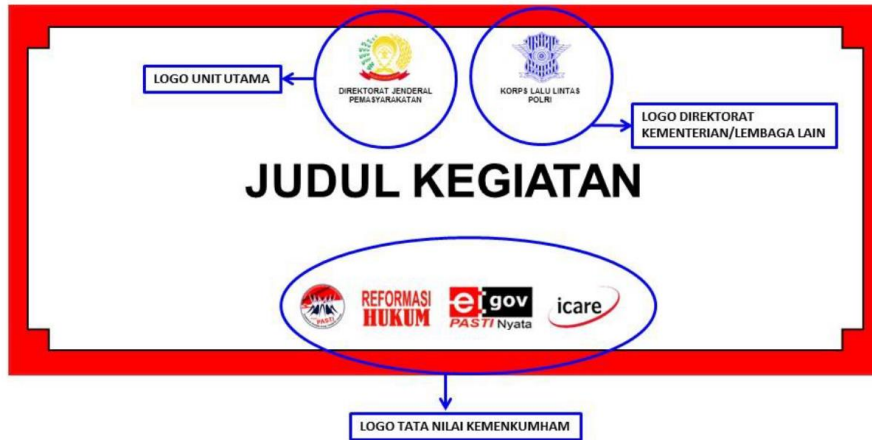 LOGO UNIT UTAMA
DIREKTORAT JENDERAL
PEMASYARAKATAN
KORPS LALU LINTAS
POLRI
LOGO DIREKTORAT
KEMENTERIAN/LEMBAGA LAIN
JUDUL KEGIATAN
PASTI
REFORMASI
HUKUM
e-gov
PASTI Nyata
icare
LOGO TATA NILAI KEMENKUMHAM